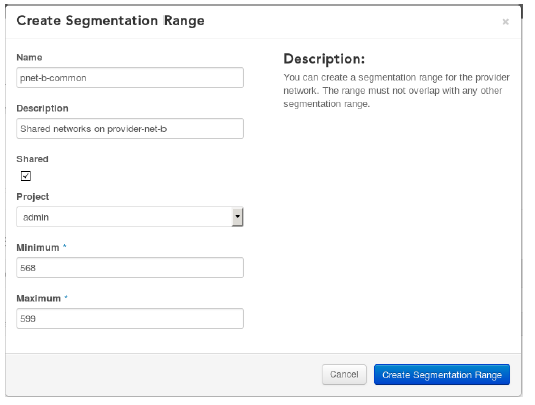 Create Segmentation Range
×
Name
pnet-b-common
Description
Shared networks on provider-net-b
Shared
Project
admin
Minimum *
568
Maximum *
599
Description:
You can create a segmentation range for the provider
network. The range must not overlap with any other
segmentation range.
Cancel
Create Segmentation Range